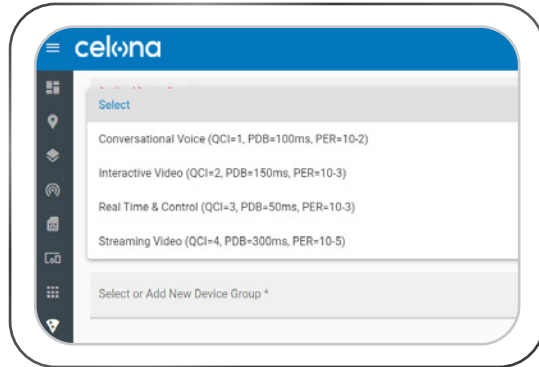 celona
Select
Conversational Voice (QCI=1, PDB=100ms, PER=10-2)
Interactive Video (QCI=2, PDB=150ms, PER=10-3)
Real Time & Control (QCI=3, PDB=50ms, PER=10-3)
Streaming Video (QCI=4, PDB=300ms, PER=10-5)
Select or Add New Device Group *